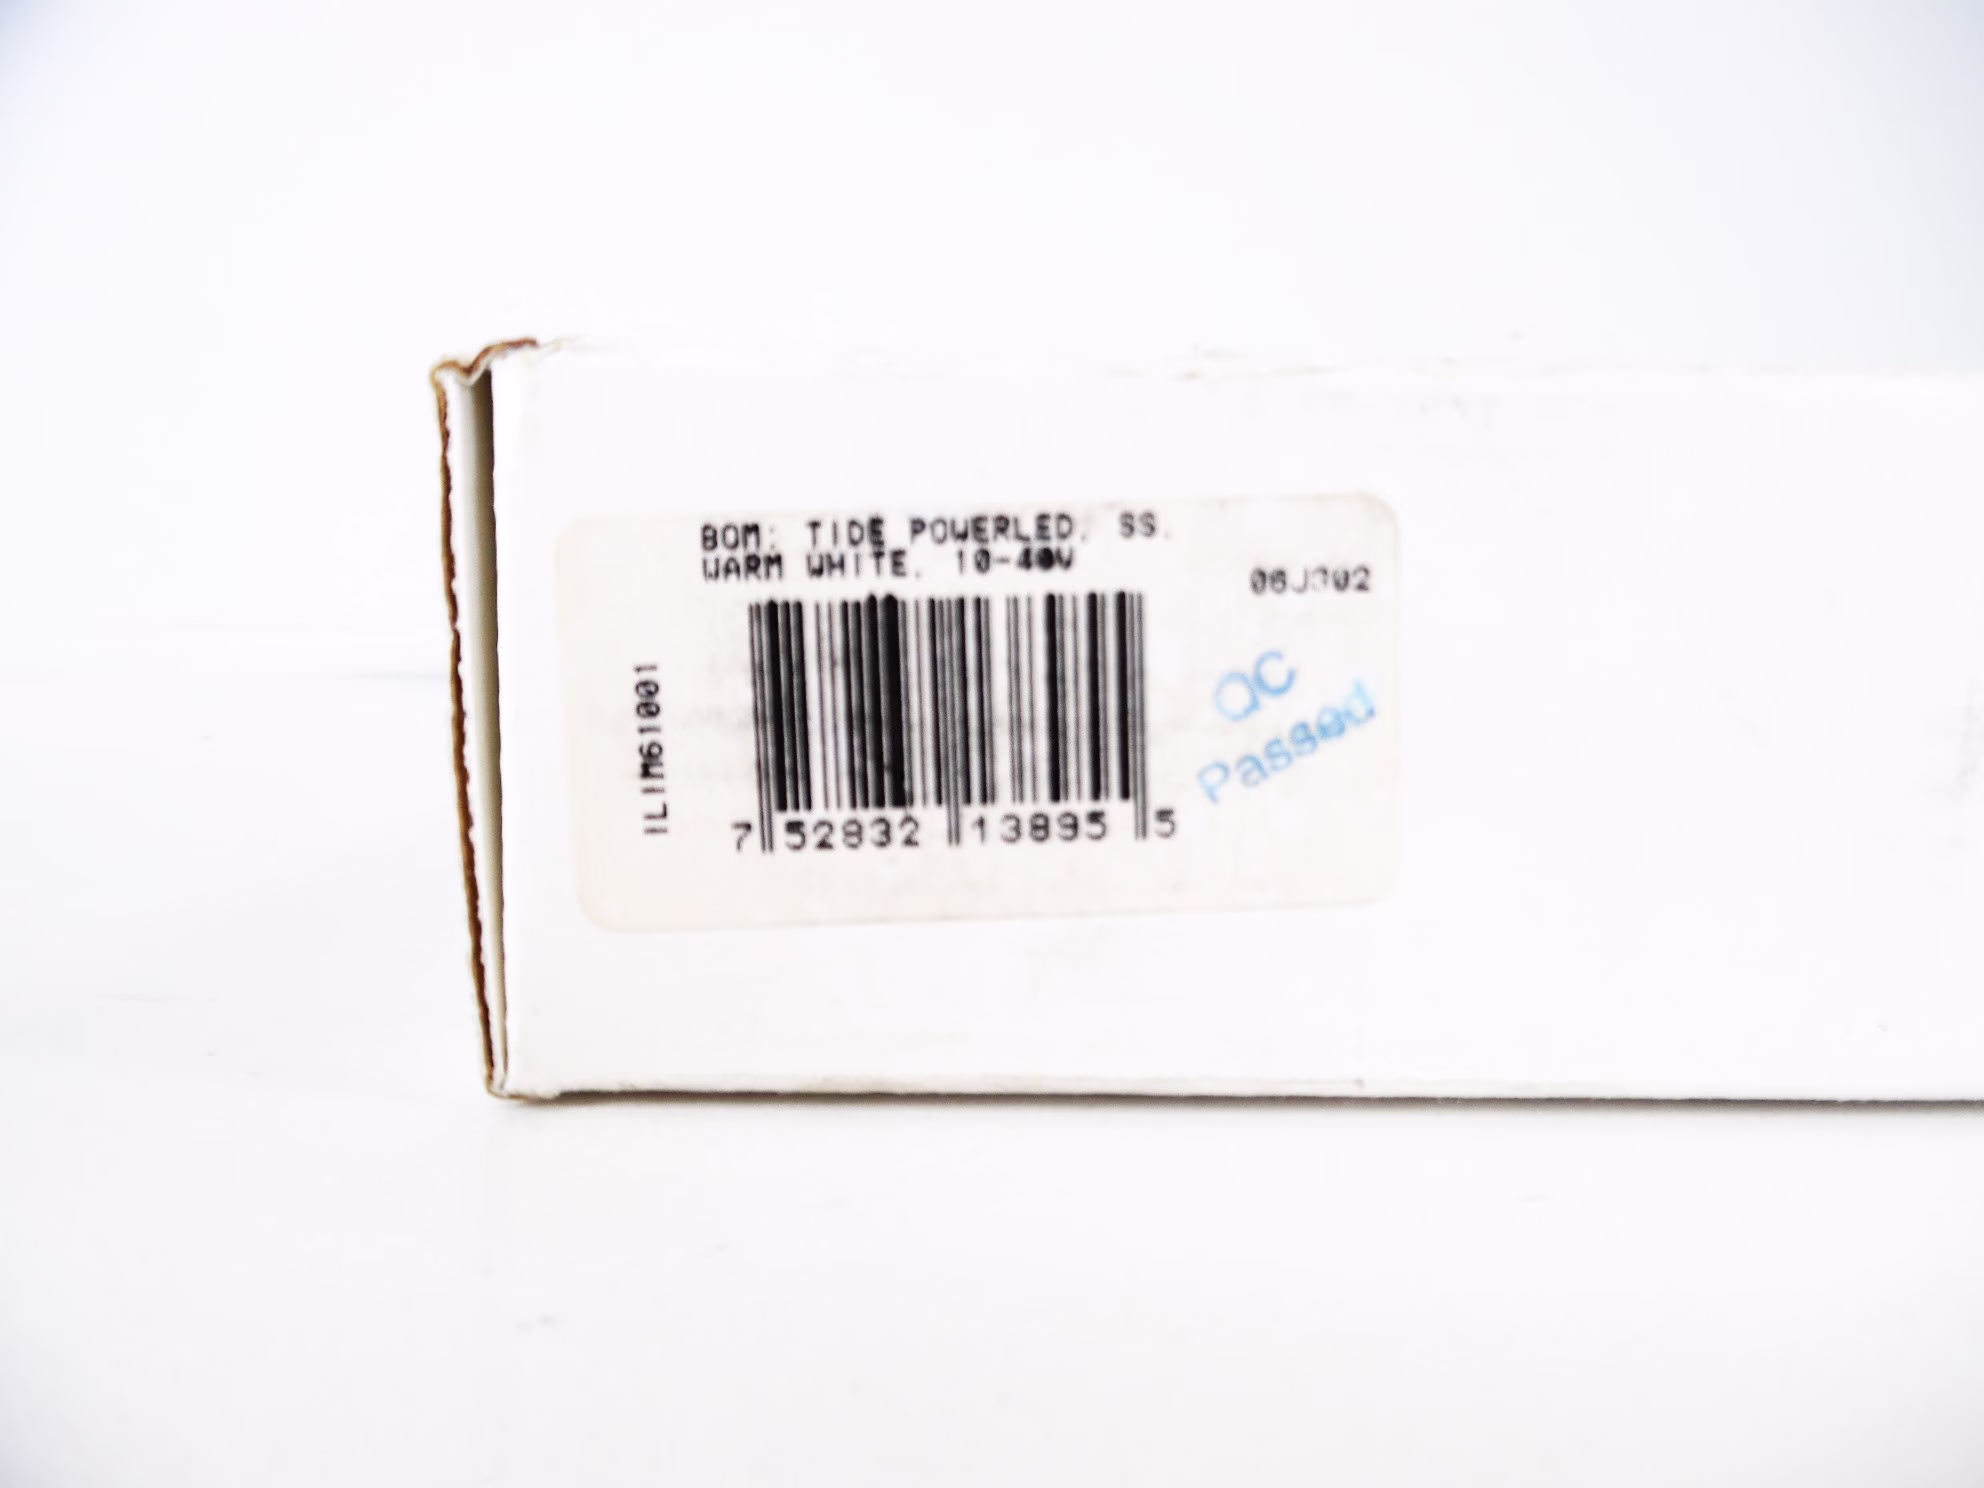 BOM: TIDE POWERLED, SS,
WARM WHITE, 10-40V
06J302
ILIM61001
QC
Passed
7 52832 13895 5